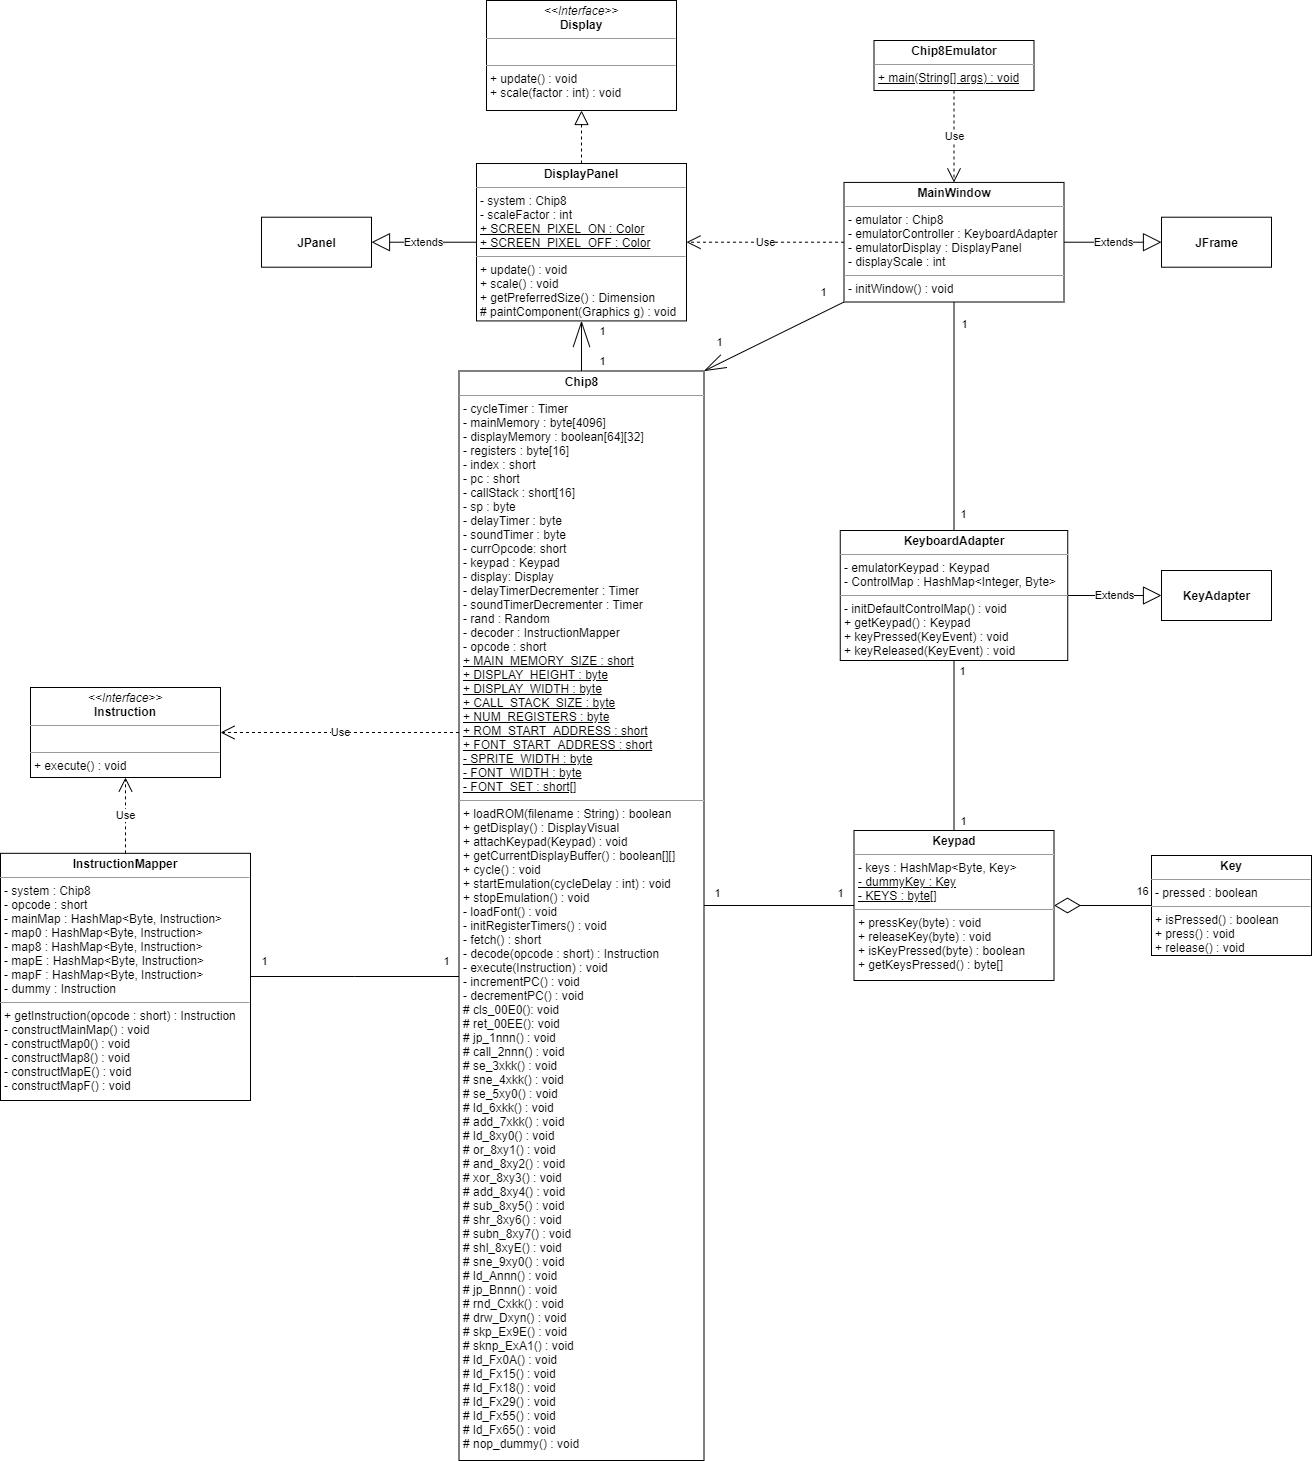 <<Interface>>
Display
+ update() : void
+ scale(factor : int) : void
Chip8Emulator
+ main(String[] args) : void
Use
DisplayPanel
- system : Chip8
- scaleFactor : int
+ SCREEN_PIXEL_ON : Color
+ SCREEN_PIXEL_OFF : Color
+ update() : void
+ scale() : void
+ getPreferredSize() : Dimension
# paintComponent(Graphics g) : void
JPanel
Extends
Use
MainWindow
- emulator : Chip8
- emulatorController : KeyboardAdapter
- emulatorDisplay : DisplayPanel
- displayScale : int
- initWindow() : void
Extends
JFrame
1
1
1
1
1
1
Chip8
- cycleTimer : Timer
- mainMemory : byte[4096]
- displayMemory : boolean[64][32]
- registers : byte[16]
- index : short
- pc : short
- callStack : short[16]
- sp : byte
- delayTimer : byte
- soundTimer : byte
- currOpcode: short
- keypad : Keypad
- display: Display
- delayTimerDecrementer : Timer
- soundTimerDecrementer : Timer
- rand : Random
- decoder : InstructionMapper
- opcode : short
+ MAIN_MEMORY_SIZE : short
+ DISPLAY_HEIGHT : byte
+ DISPLAY_WIDTH : byte
+ CALL_STACK_SIZE : byte
+ NUM_REGISTERS : byte
+ ROM_START_ADDRESS : short
+ FONT_START_ADDRESS : short
- SPRITE_WIDTH : byte
- FONT_WIDTH : byte
- FONT_SET : short[]
+ loadROM(filename : String) : boolean
+ getDisplay() : DisplayVisual
+ attachKeypad(Keypad) : void
+ getCurrentDisplayBuffer() : boolean[][]
+ cycle() : void
+ startEmulation(cycleDelay : int) : void
+ stopEmulation() : void
- loadFont() : void
- initRegisterTimers() : void
- fetch() : short
- decode(opcode : short) : Instruction
- execute(Instruction) : void
- incrementPC() : void
- decrementPC() : void
# cls_00E0(): void
# ret_00EE(): void
# jp_1nnn() : void
# call_2nnn() : void
# se_3xkk() : void
# sne_4xkk() : void
# se_5xy0() : void
# ld_6xkk() : void
# add_7xkk() : void
# ld_8xy0() : void
# or_8xy1() : void
# and_8xy2() : void
# xor_8xy3() : void
# add_8xy4() : void
# sub_8xy5() : void
# shr_8xy6() : void
# subn_8xy7() : void
# shl_8xyE() : void
# sne_9xy0() : void
# ld_Annn() : void
# jp_Bnnn() : void
# rnd_Cxkk() : void
# drw_Dxyn() : void
# skp_Ex9E() : void
# sknp_ExA1() : void
# ld_Fx0A() : void
# ld_Fx15() : void
# ld_Fx18() : void
# ld_Fx29() : void
# ld_Fx55() : void
# ld_Fx65() : void
# nop_dummy() : void
KeyboardAdapter
- emulatorKeypad : Keypad
- ControlMap : HashMap<Integer, Byte>
- initDefaultControlMap() : void
+ getKeypad() : Keypad
+ keyPressed(KeyEvent) : void
+ keyReleased(KeyEvent) : void
Extends
KeyAdapter
1
1
<<Interface>>
Instruction
+ execute() : void
Use
Use
InstructionMapper
- system : Chip8
- opcode : short
- mainMap : HashMap<Byte, Instruction>
- map0 : HashMap<Byte, Instruction>
- map8 : HashMap<Byte, Instruction>
- mapE : HashMap<Byte, Instruction>
- mapF : HashMap<Byte, Instruction>
- dummy : Instruction
+ getInstruction(opcode : short) : Instruction
- constructMainMap() : void
- constructMap0() : void
- constructMap8() : void
- constructMapE() : void
- constructMapF() : void
1
1
1
1
Keypad
- keys : HashMap<Byte, Key>
- dummyKey : Key
- KEYS : byte[]
+ pressKey(byte) : void
+ releaseKey(byte) : void
+ isKeyPressed(byte) : boolean
+ getKeysPressed() : byte[]
16
Key
- pressed : boolean
+ isPressed() : boolean
+ press() : void
+ release() : void